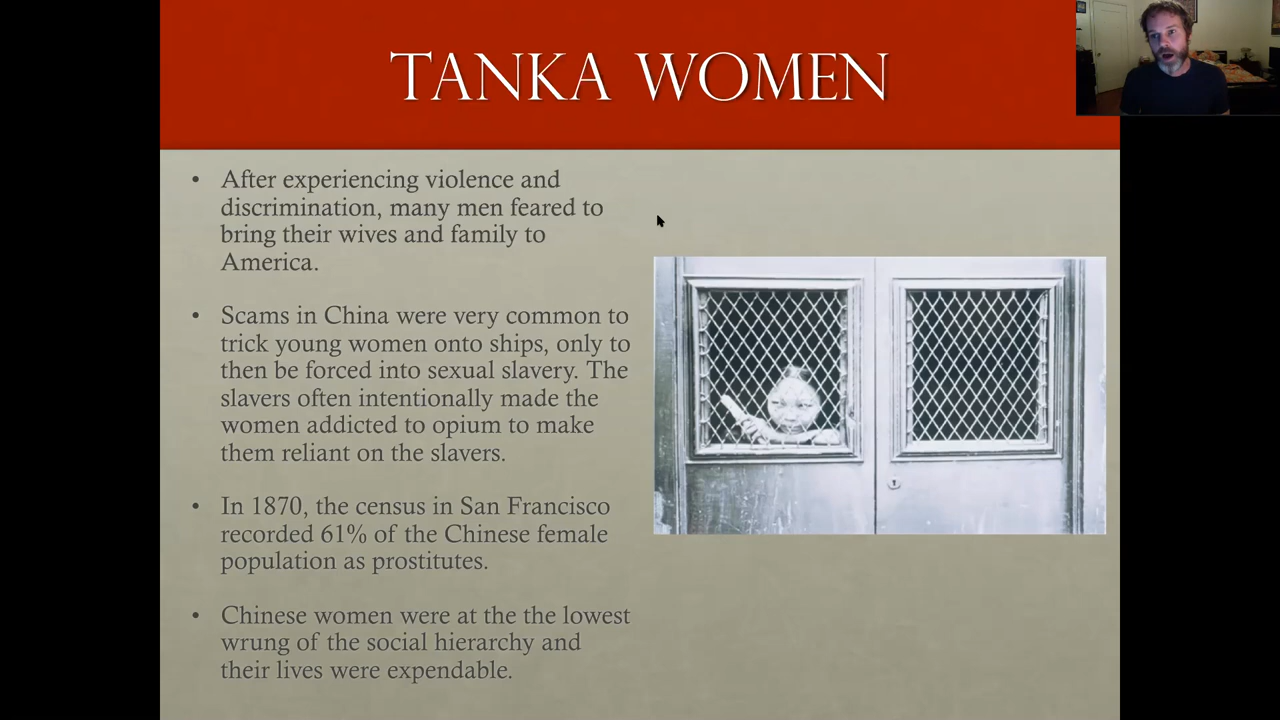 TANKA WOMEN
• After experiencing violence and
discrimination, many men feared to
bring their wives and family to
America.
• Scams in China were very common to
trick young women onto ships, only to
then be forced into sexual slavery. The
slavers often intentionally made the
women addicted to opium to make
them reliant on the slavers.
• In 1870, the census in San Francisco
recorded 61% of the Chinese female
population as prostitutes.
• Chinese women were at the the lowest
wrung of the social hierarchy and
their lives were expendable.